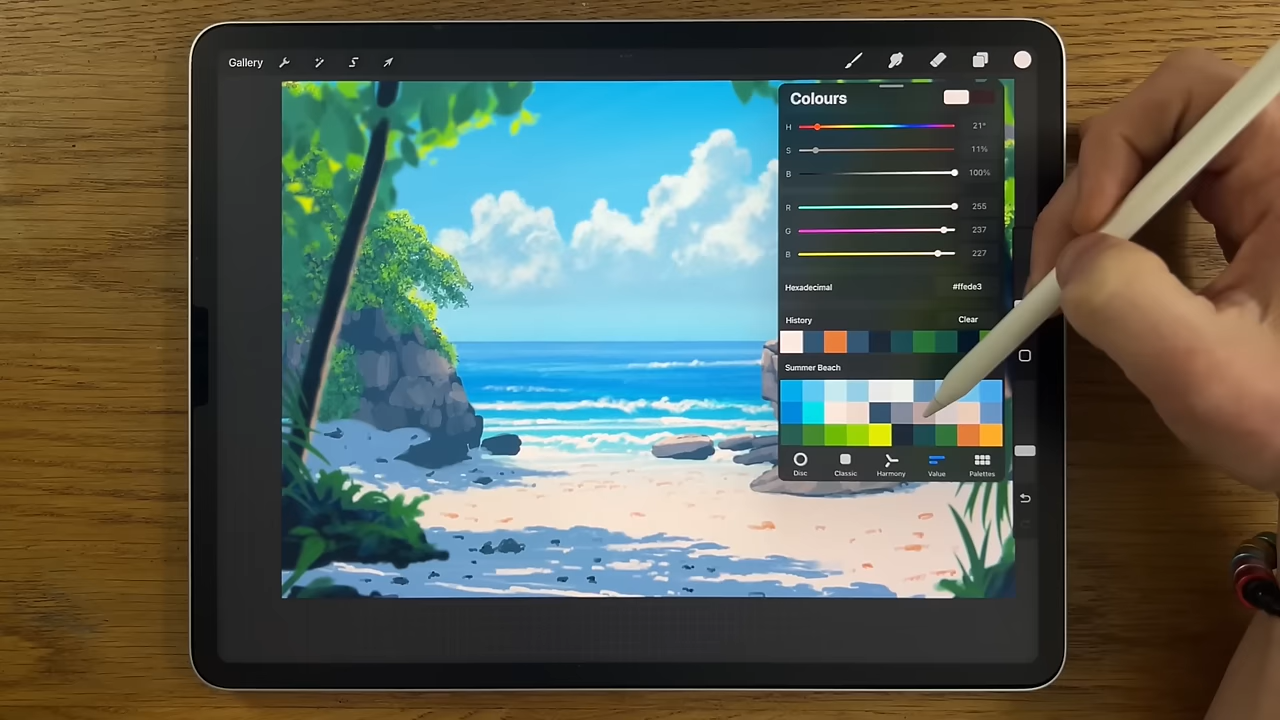 Gallery
Colours
H 21°
S 11%
B 100%
R 255
G 237
B 227
Hexadecimal #ffede3
History Clear
Summer Beach
Disc Classic Harmony Value Palettes